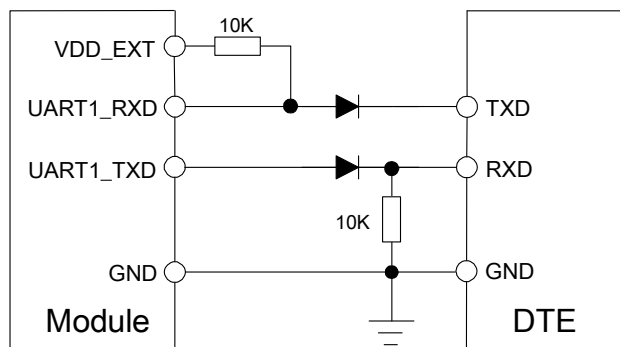 10K
VDD_EXT
UART1_RXD
TXD
UART1_TXD
RXD
10K
GND
GND
Module
DTE